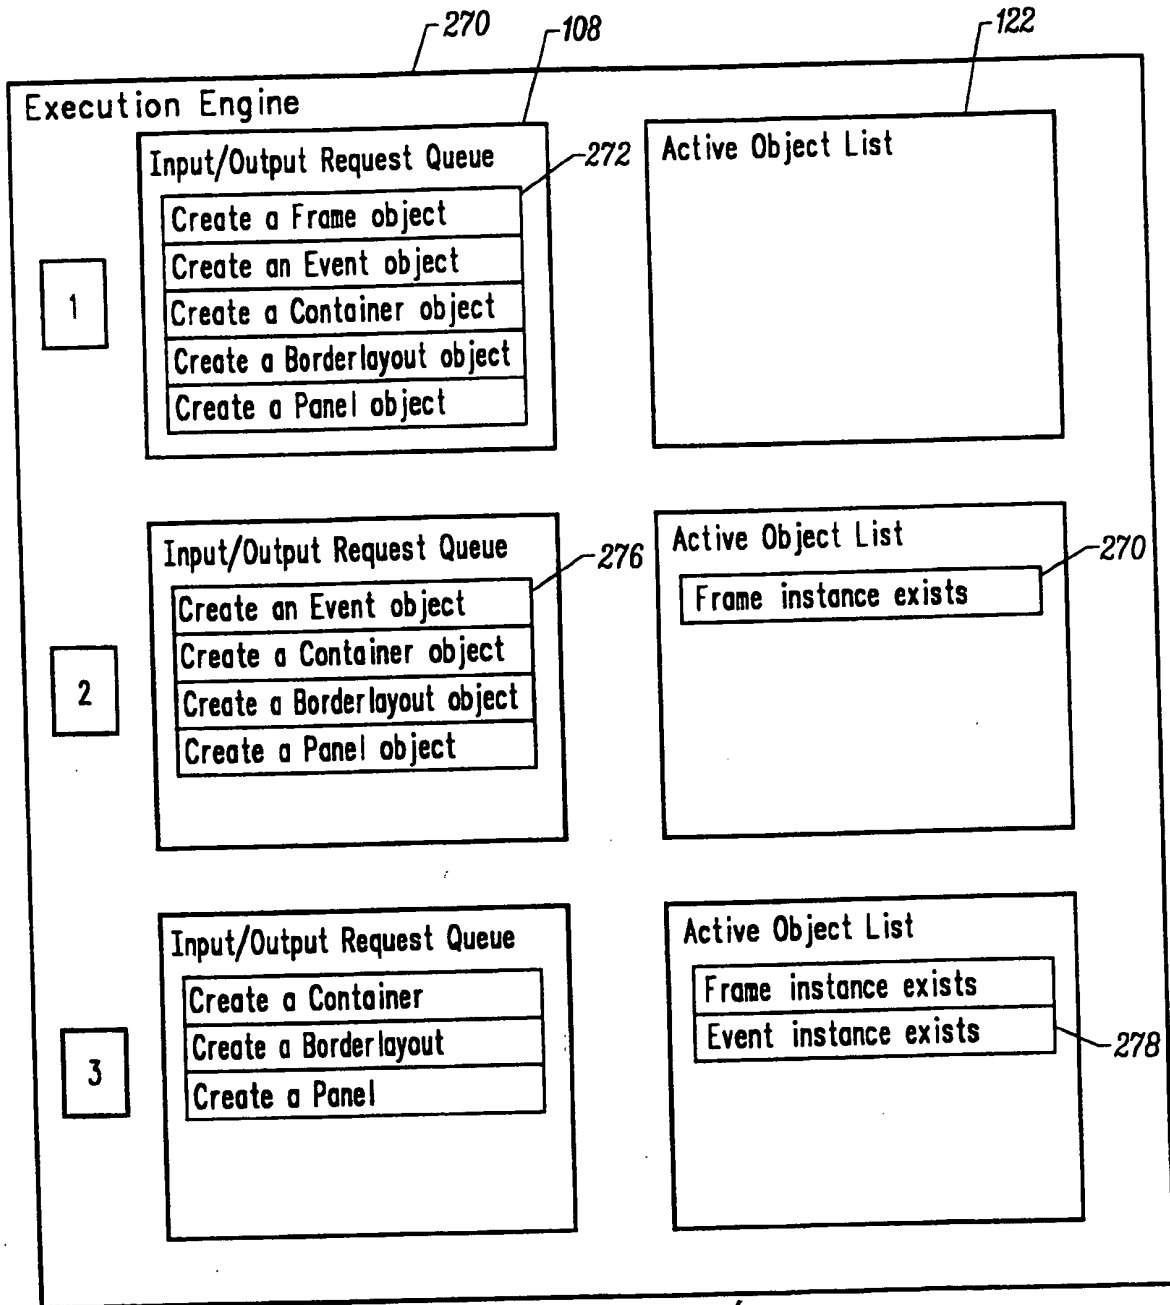 270
108
122
Execution Engine
Input/Output Request Queue
272
Active Object List
Create a Frame object
Create an Event object
1
Create a Container object
Create a Borderlayout object
Create a Panel object
Input/Output Request Queue
276
Active Object List
270
Create an Event object
Frame instance exists
Create a Container object
2
Create a Borderlayout object
Create a Panel object
Input/Output Request Queue
Active Object List
Create a Container
Frame instance exists
Create a Borderlayout
Event instance exists
278
3
Create a Panel